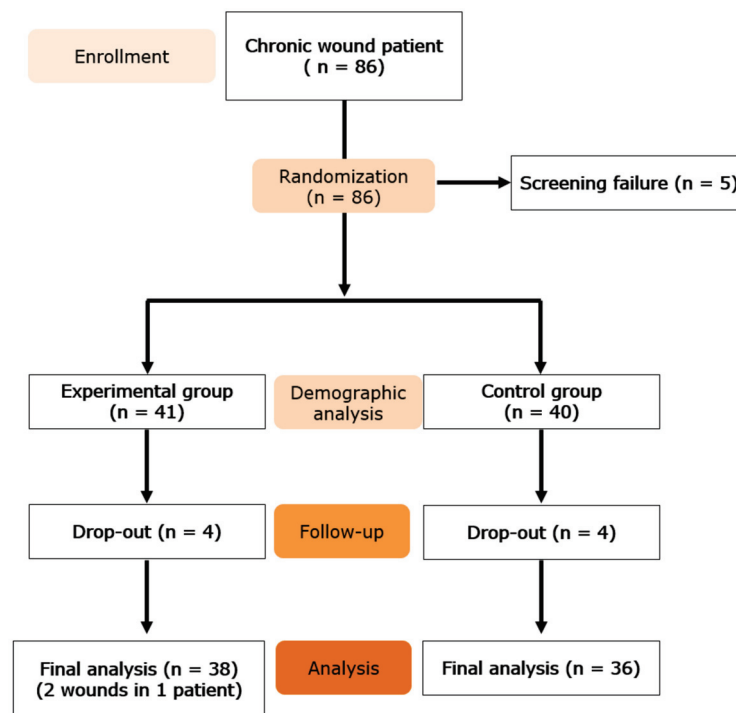 Enrollment
Chronic wound patient
( n = 86)
Randomization
(n = 86)
Screening failure (n = 5)
Experimental group
(n = 41)
Demographic
analysis
Control group
(n = 40)
Drop-out (n = 4)
Follow-up
Drop-out (n = 4)
Final analysis (n = 38)
(2 wounds in 1 patient)
Analysis
Final analysis (n = 36)